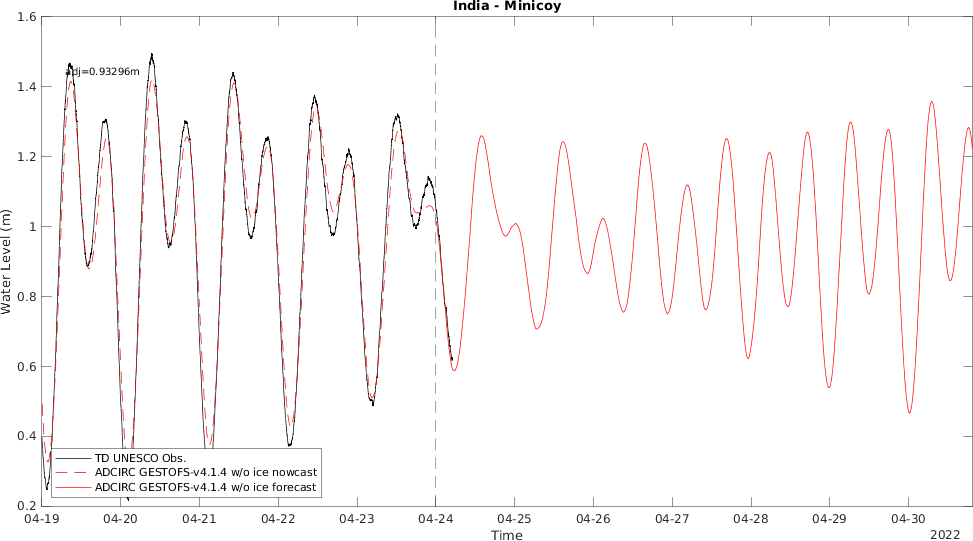 India - Minicoy
1.6
1.4
1.2
1
0.8
0.6
0.4
0.2
Water Level (m)
adj=0.93296m
TD UNESCO Obs.
ADCIRC GESTOFS-v4.1.4 w/o ice nowcast
ADCIRC GESTOFS-v4.1.4 w/o ice forecast
04-19 04-20 04-21 04-22 04-23 04-24 04-25 04-26 04-27 04-28 04-29 04-30
Time
2022